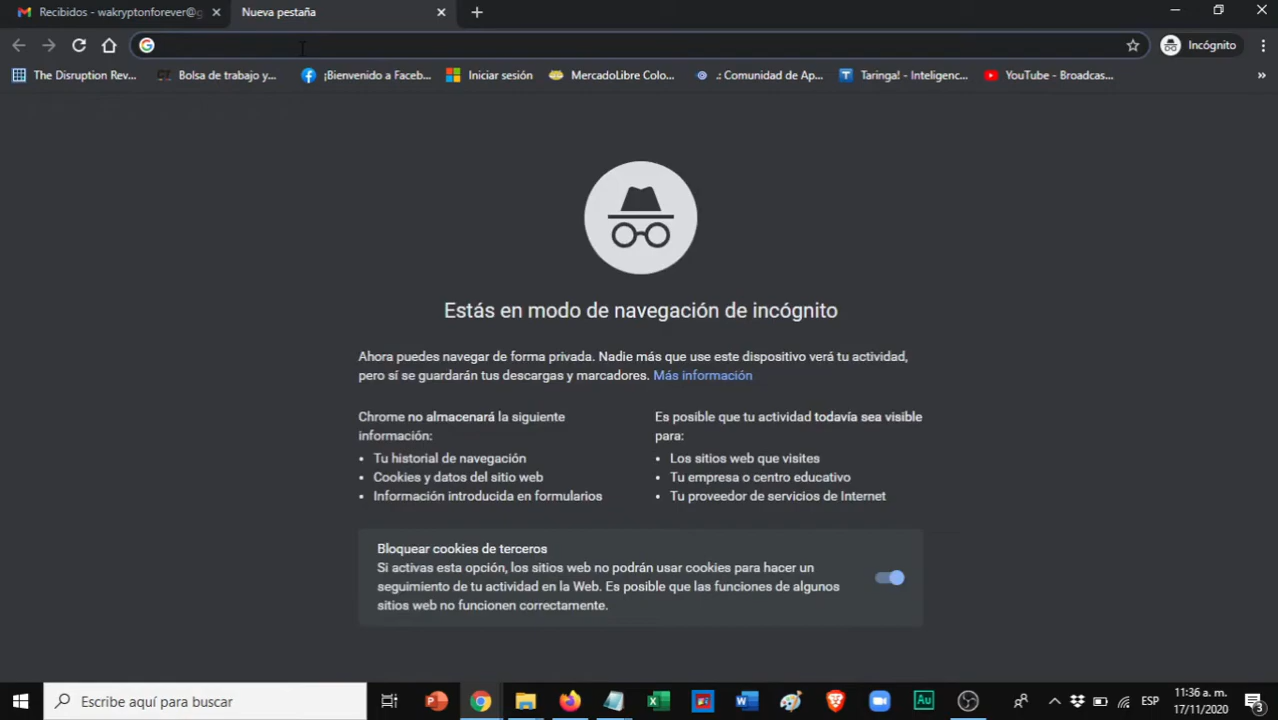 Recibidos - wakryptonforever@g
Nueva pestaña
Incógnito
The Disruption Rev...
Bolsa de trabajo y...
¡Bienvenido a Faceb...
Iniciar sesión
MercadoLibre Colo...
.: Comunidad de Ap...
Taringa! - Inteligenc...
YouTube - Broadcas...
»
Estás en modo de navegación de incógnito
Ahora puedes navegar de forma privada. Nadie más que use este dispositivo verá tu actividad,
pero sí se guardarán tus descargas y marcadores. Más información
Chrome no almacenará la siguiente
información:
• Tu historial de navegación
• Cookies y datos del sitio web
• Información introducida en formularios
Es posible que tu actividad todavía sea visible
para:
• Los sitios web que visites
• Tu empresa o centro educativo
• Tu proveedor de servicios de Internet
Bloquear cookies de terceros
Si activas esta opción, los sitios web no podrán usar cookies para hacer un
seguimiento de tu actividad en la Web. Es posible que las funciones de algunos
sitios web no funcionen correctamente.
Escribe aquí para buscar
Au
ESP
11:36 a. m.
17/11/2020
3